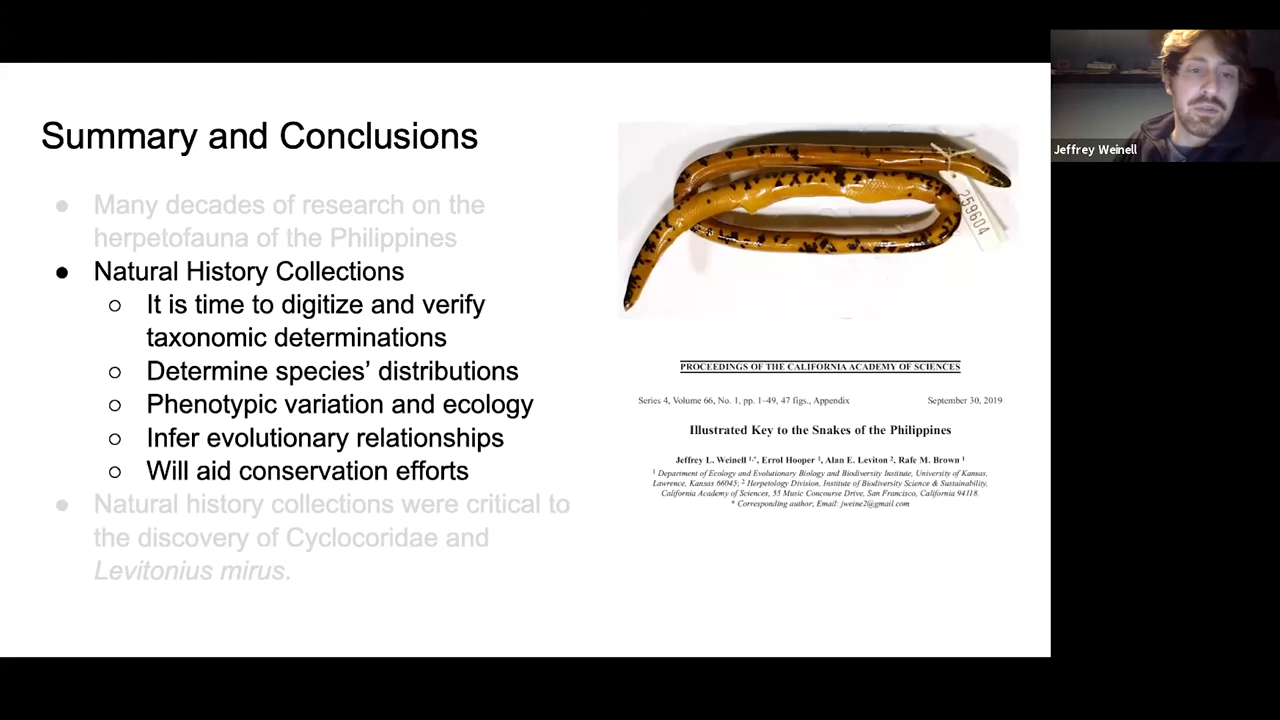 Summary and Conclusions
● Many decades of research on the
herpetofauna of the Philippines
● Natural History Collections
○ It is time to digitize and verify
taxonomic determinations
○ Determine species’ distributions
○ Phenotypic variation and ecology
○ Infer evolutionary relationships
○ Will aid conservation efforts
● Natural history collections were critical to
the discovery of Cyclocoridae and
Levitonius mirus.
259604
PROCEEDINGS OF THE CALIFORNIA ACADEMY OF SCIENCES
Series 4, Volume 66, No. 1, pp. 1–49, 47 figs., Appendix September 30, 2019
Illustrated Key to the Snakes of the Philippines
Jeffrey L. Weinell 1,*, Errol Hooper 1, Alan E. Leviton 2, Rafe M. Brown 1
1 Department of Ecology and Evolutionary Biology and Biodiversity Institute, University of Kansas,
Lawrence, Kansas 66045; 2 Herpetology Division, Institute of Biodiversity Science & Sustainability,
California Academy of Sciences, 55 Music Concourse Drive, San Francisco, California 94118.
* Corresponding author, Email: jweine2@gmail.com
Jeffrey Weinell